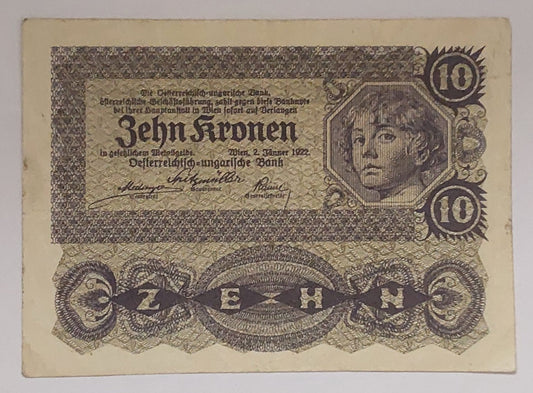 Die Oesterreichisch-ungarische Bank,
österreichische Geschäftsführung, zahlt gegen diese Banknote
bei ihrer Hauptanstalt in Wien sofort auf Verlangen
Zehn Kronen
in gesetzlichem Metallgelde. Wien, 2. Jänner 1922.
Oesterreichisch-ungarische Bank
Gouverneur
10
10
Z E H N